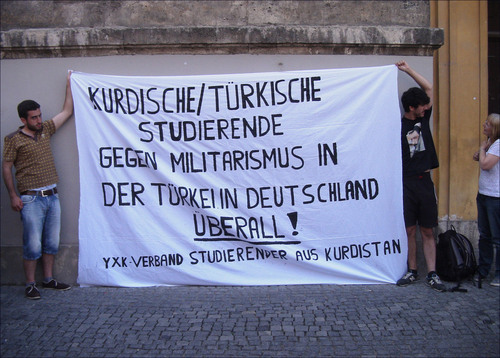 KURDISCHE/TÜRKISCHE
STUDIERENDE
GEGEN MILITARISMUS IN
DER TÜRKEI IN DEUTSCHLAND
ÜBERALL!
YXK-VERBAND STUDIERENDER AUS KURDISTAN